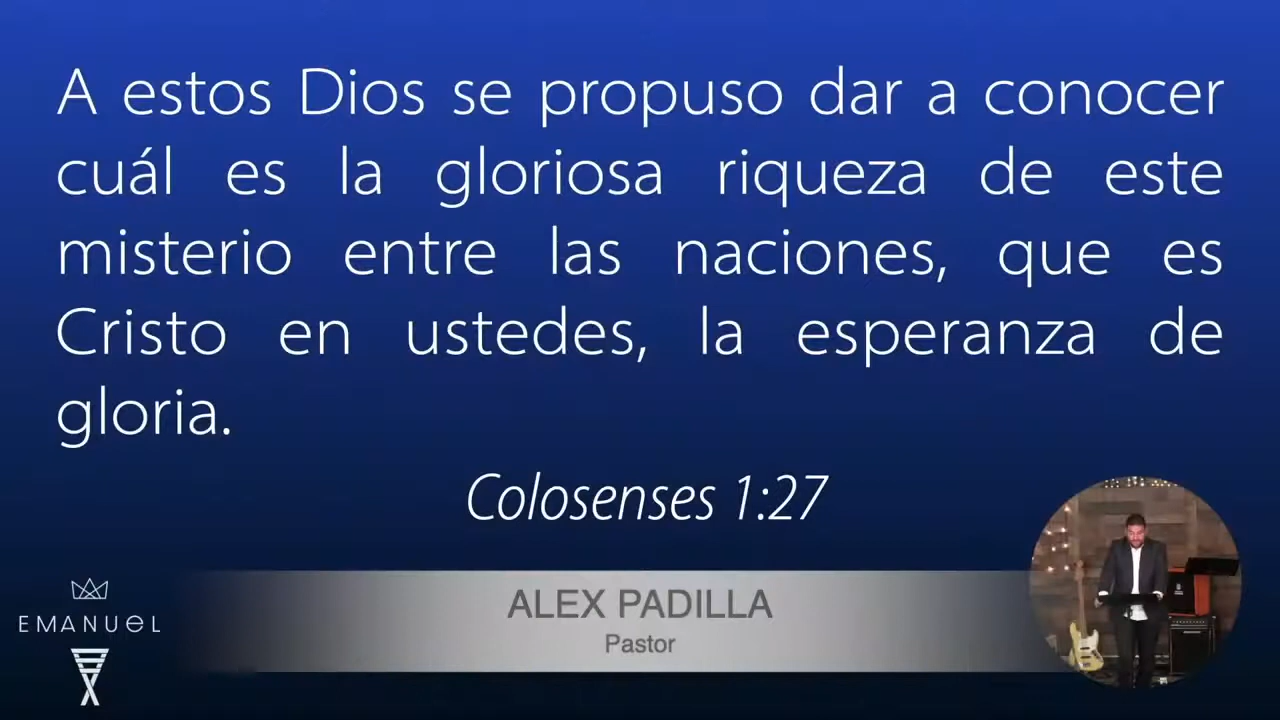 A estos Dios se propuso dar a conocer
cuál es la gloriosa riqueza de este
misterio entre las naciones, que es
Cristo en ustedes, la esperanza de
gloria.
Colosenses 1:27
ALEX PADILLA
Pastor
EMANUEL